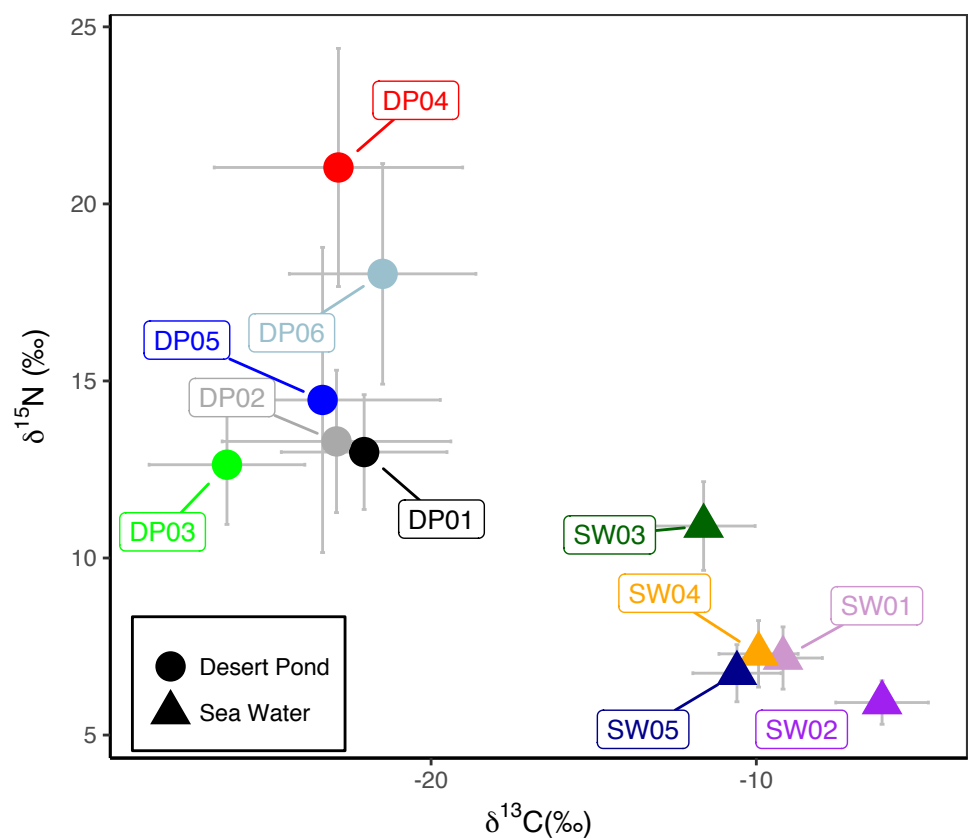 25
DP04
20
DP06
DP05
15
DP02
DP01
DP03
SW03
10
SW04
SW01
SW05
SW02
5
Desert Pond
Sea Water
-20
-10
δ¹⁵N (‰)
δ¹³C(‰)